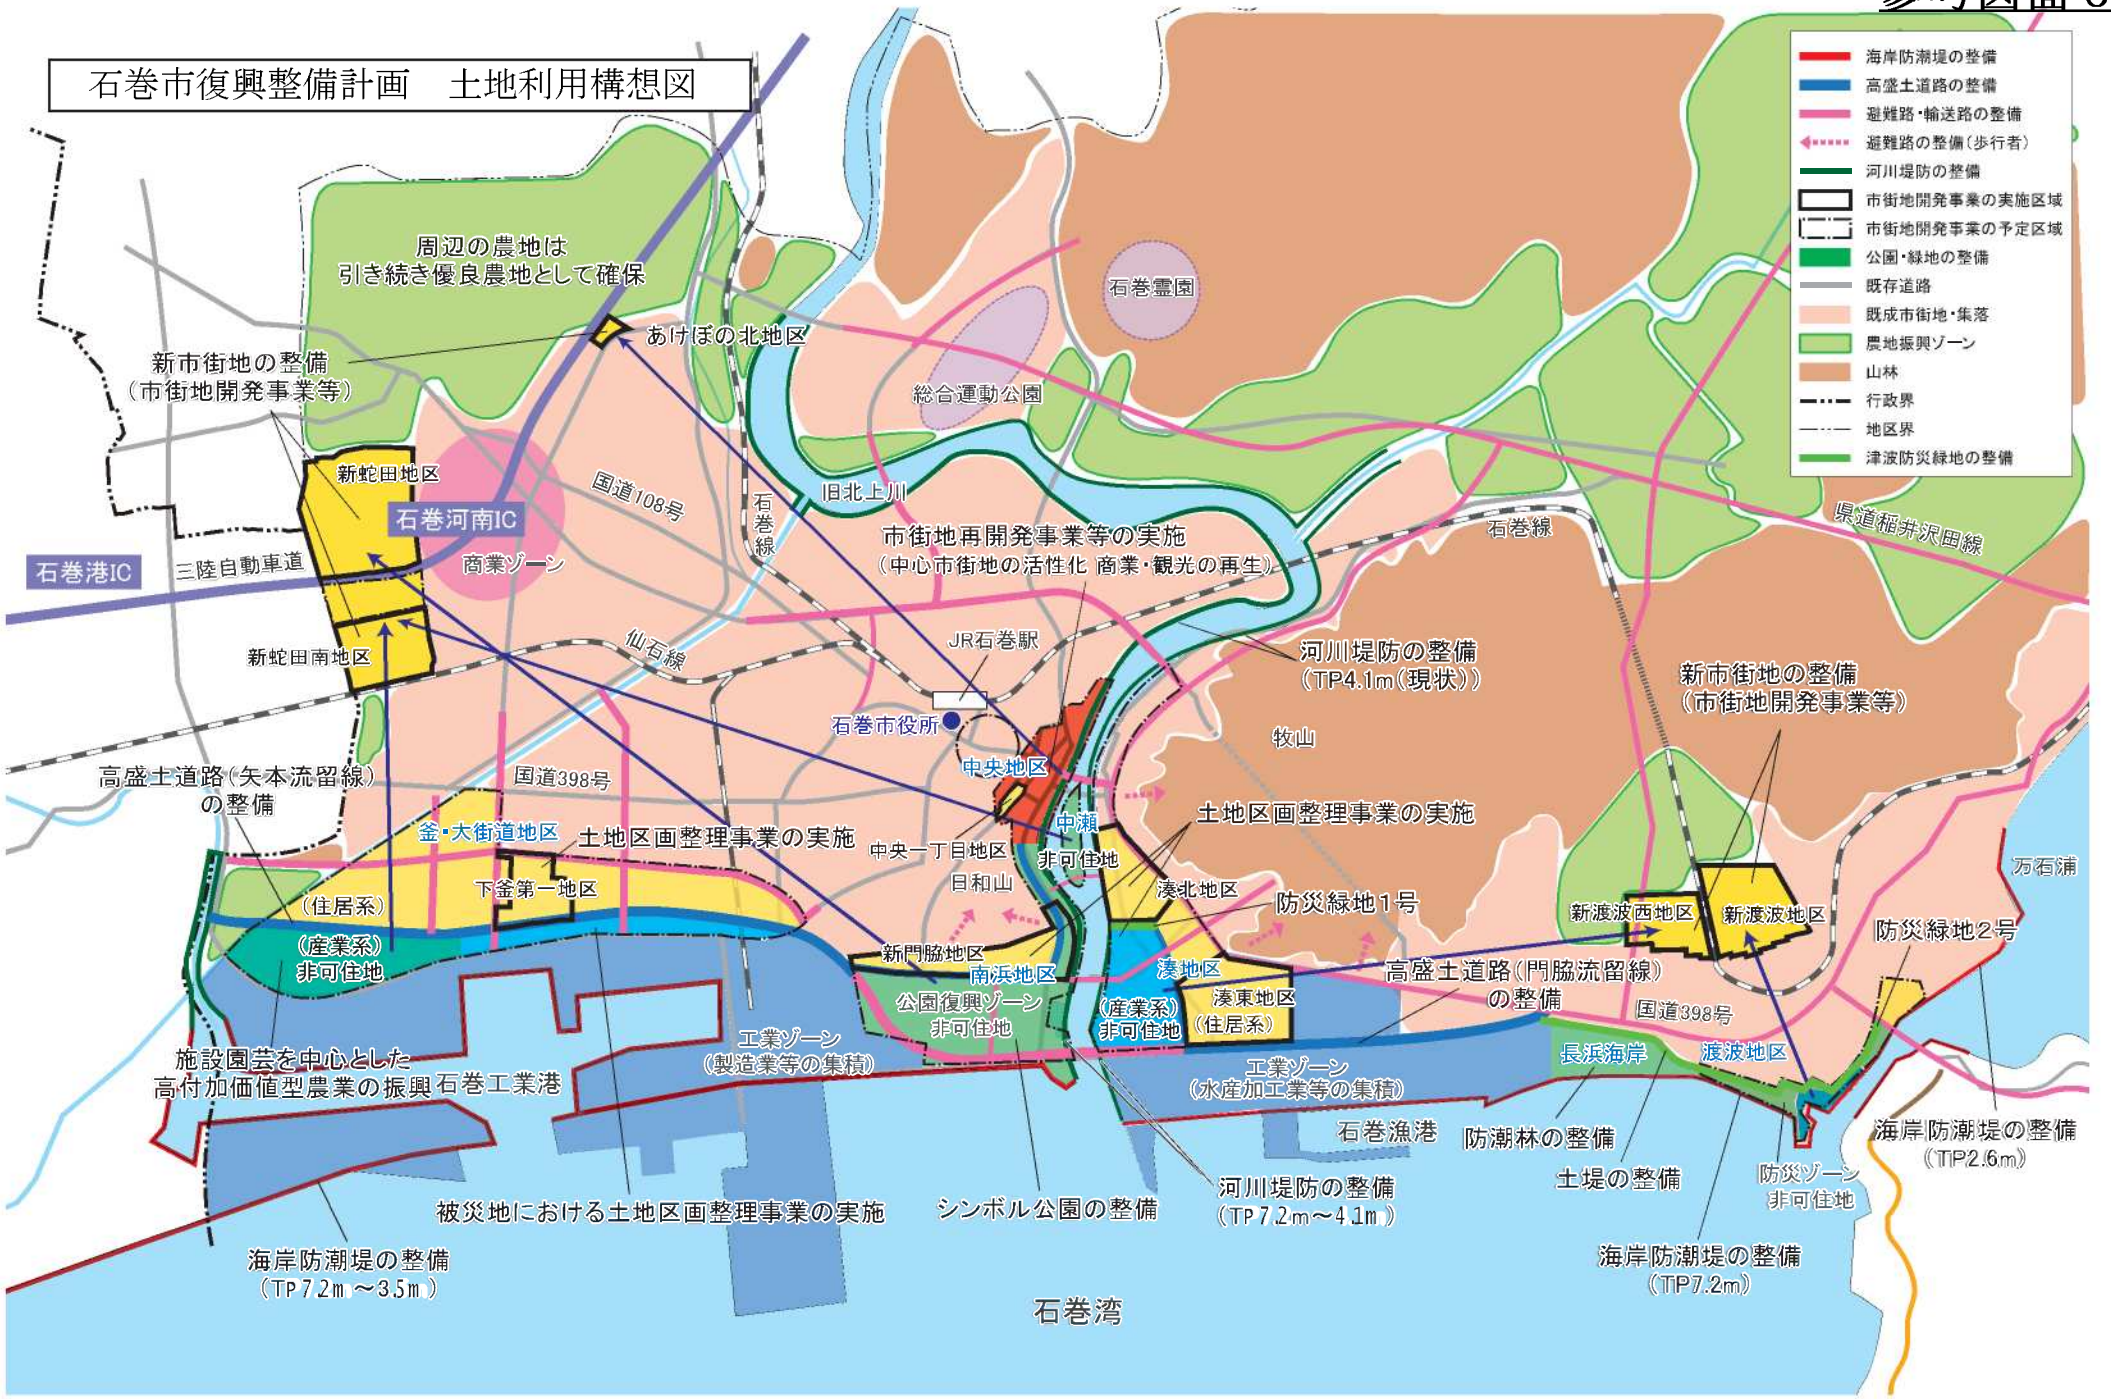 石巻市復興整備計画　土地利用構想図
海岸防潮堤の整備
高盛土道路の整備
避難路・輸送路の整備
避難路の整備(歩行者)
河川堤防の整備
市街地開発事業の実施区域
市街地開発事業の予定区域
公園・緑地の整備
既存道路
既成市街地・集落
農地振興ゾーン
山林
行政界
地区界
津波防災緑地の整備
周辺の農地は
引き続き優良農地として確保
石巻霊園
あけぼの北地区
新市街地の整備
(市街地開発事業等)
総合運動公園
新蛇田地区
国道108号
石巻線
旧北上川
石巻河南IC
市街地再開発事業等の実施
(中心市街地の活性化 商業・観光の再生)
石巻線
県道稲井沢田線
石巻港IC
三陸自動車道
商業ゾーン
仙石線
JR石巻駅
新蛇田南地区
河川堤防の整備
(TP4.1m(現状))
新市街地の整備
(市街地開発事業等)
石巻市役所
牧山
高盛土道路(矢本流留線)
の整備
国道398号
中央地区
釜・大街道地区
土地区画整理事業の実施
中瀬
非可住地
土地区画整理事業の実施
中央一丁目地区
日和山
下釜第一地区
湊北地区
防災緑地1号
万石浦
(住居系)
新渡波西地区
新渡波地区
防災緑地2号
(産業系)
非可住地
新門脇地区
南浜地区
湊地区
高盛土道路(門脇流留線)
の整備
公園復興ゾーン
非可住地
(産業系)
非可住地
湊東地区
(住居系)
国道398号
工業ゾーン
(製造業等の集積)
施設園芸を中心とした
高付加価値型農業の振興
石巻工業港
工業ゾーン
(水産加工業等の集積)
長浜海岸
渡波地区
石巻漁港
防潮林の整備
土堤の整備
防災ゾーン
非可住地
海岸防潮堤の整備
(TP2.6m)
被災地における土地区画整理事業の実施
シンボル公園の整備
河川堤防の整備
(TP7.2m～4.1m)
海岸防潮堤の整備
(TP7.2m～3.5m)
海岸防潮堤の整備
(TP7.2m)
石巻湾